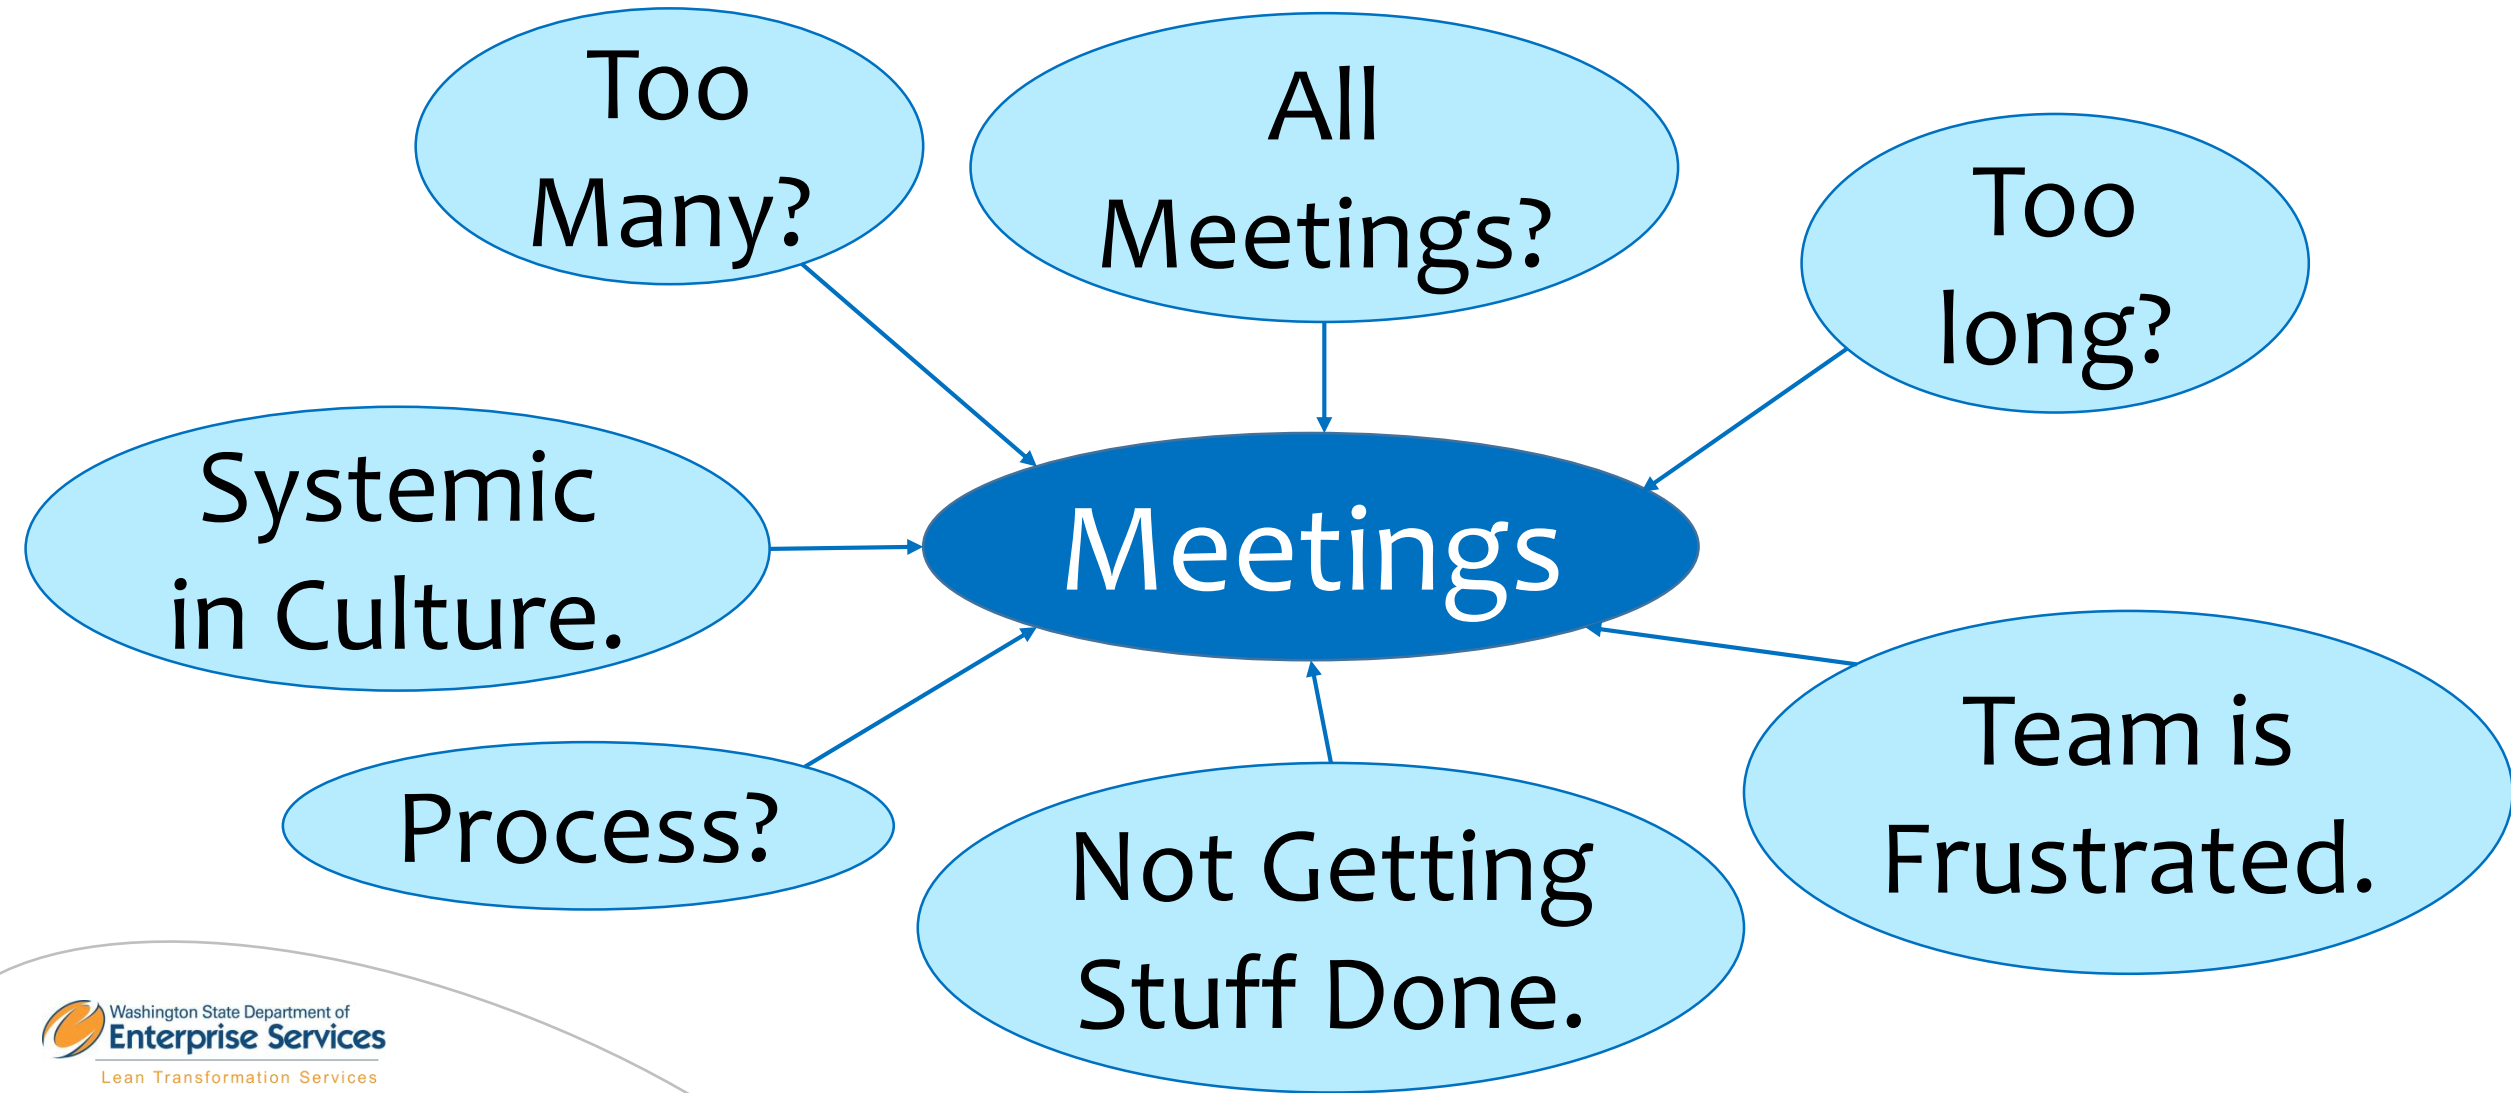 Too
Many?
All
Meetings?
Too
long?
Systemic
in Culture.
Meetings
Process?
Not Getting
Stuff Done.
Team is
Frustrated.
Washington State Department of
Enterprise Services
Lean Transformation Services